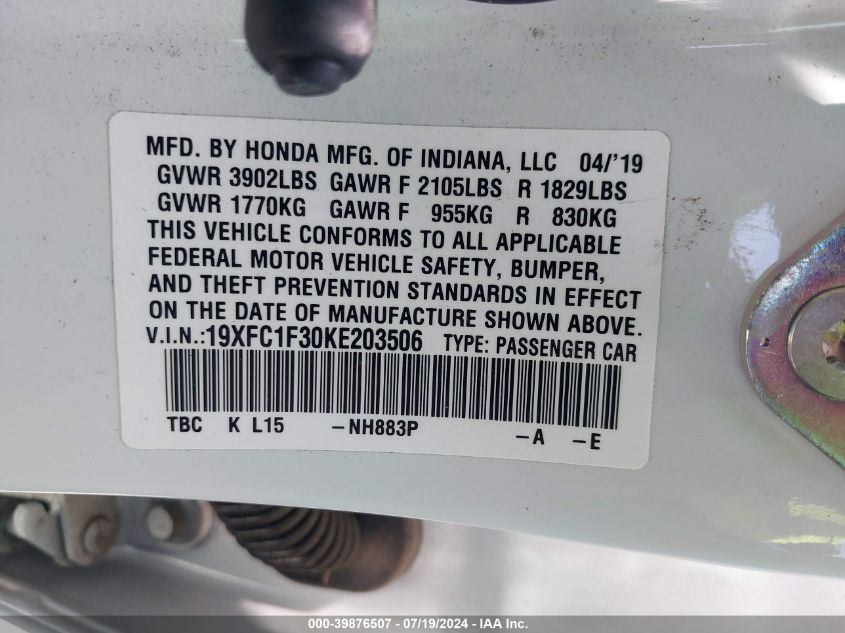 MFD. BY HONDA MFG. OF INDIANA, LLC 04/'19
GVWR 3902LBS GAWR F 2105LBS R 1829LBS
GVWR 1770KG GAWR F 955KG R 830KG
THIS VEHICLE CONFORMS TO ALL APPLICABLE
FEDERAL MOTOR VEHICLE SAFETY, BUMPER,
AND THEFT PREVENTION STANDARDS IN EFFECT
ON THE DATE OF MANUFACTURE SHOWN ABOVE.
V.I.N.:19XFC1F30KE203506 TYPE: PASSENGER CAR
TBC K L15 -NH883P -A -E
000-39876507 - 07/19/2024 - IAA Inc.